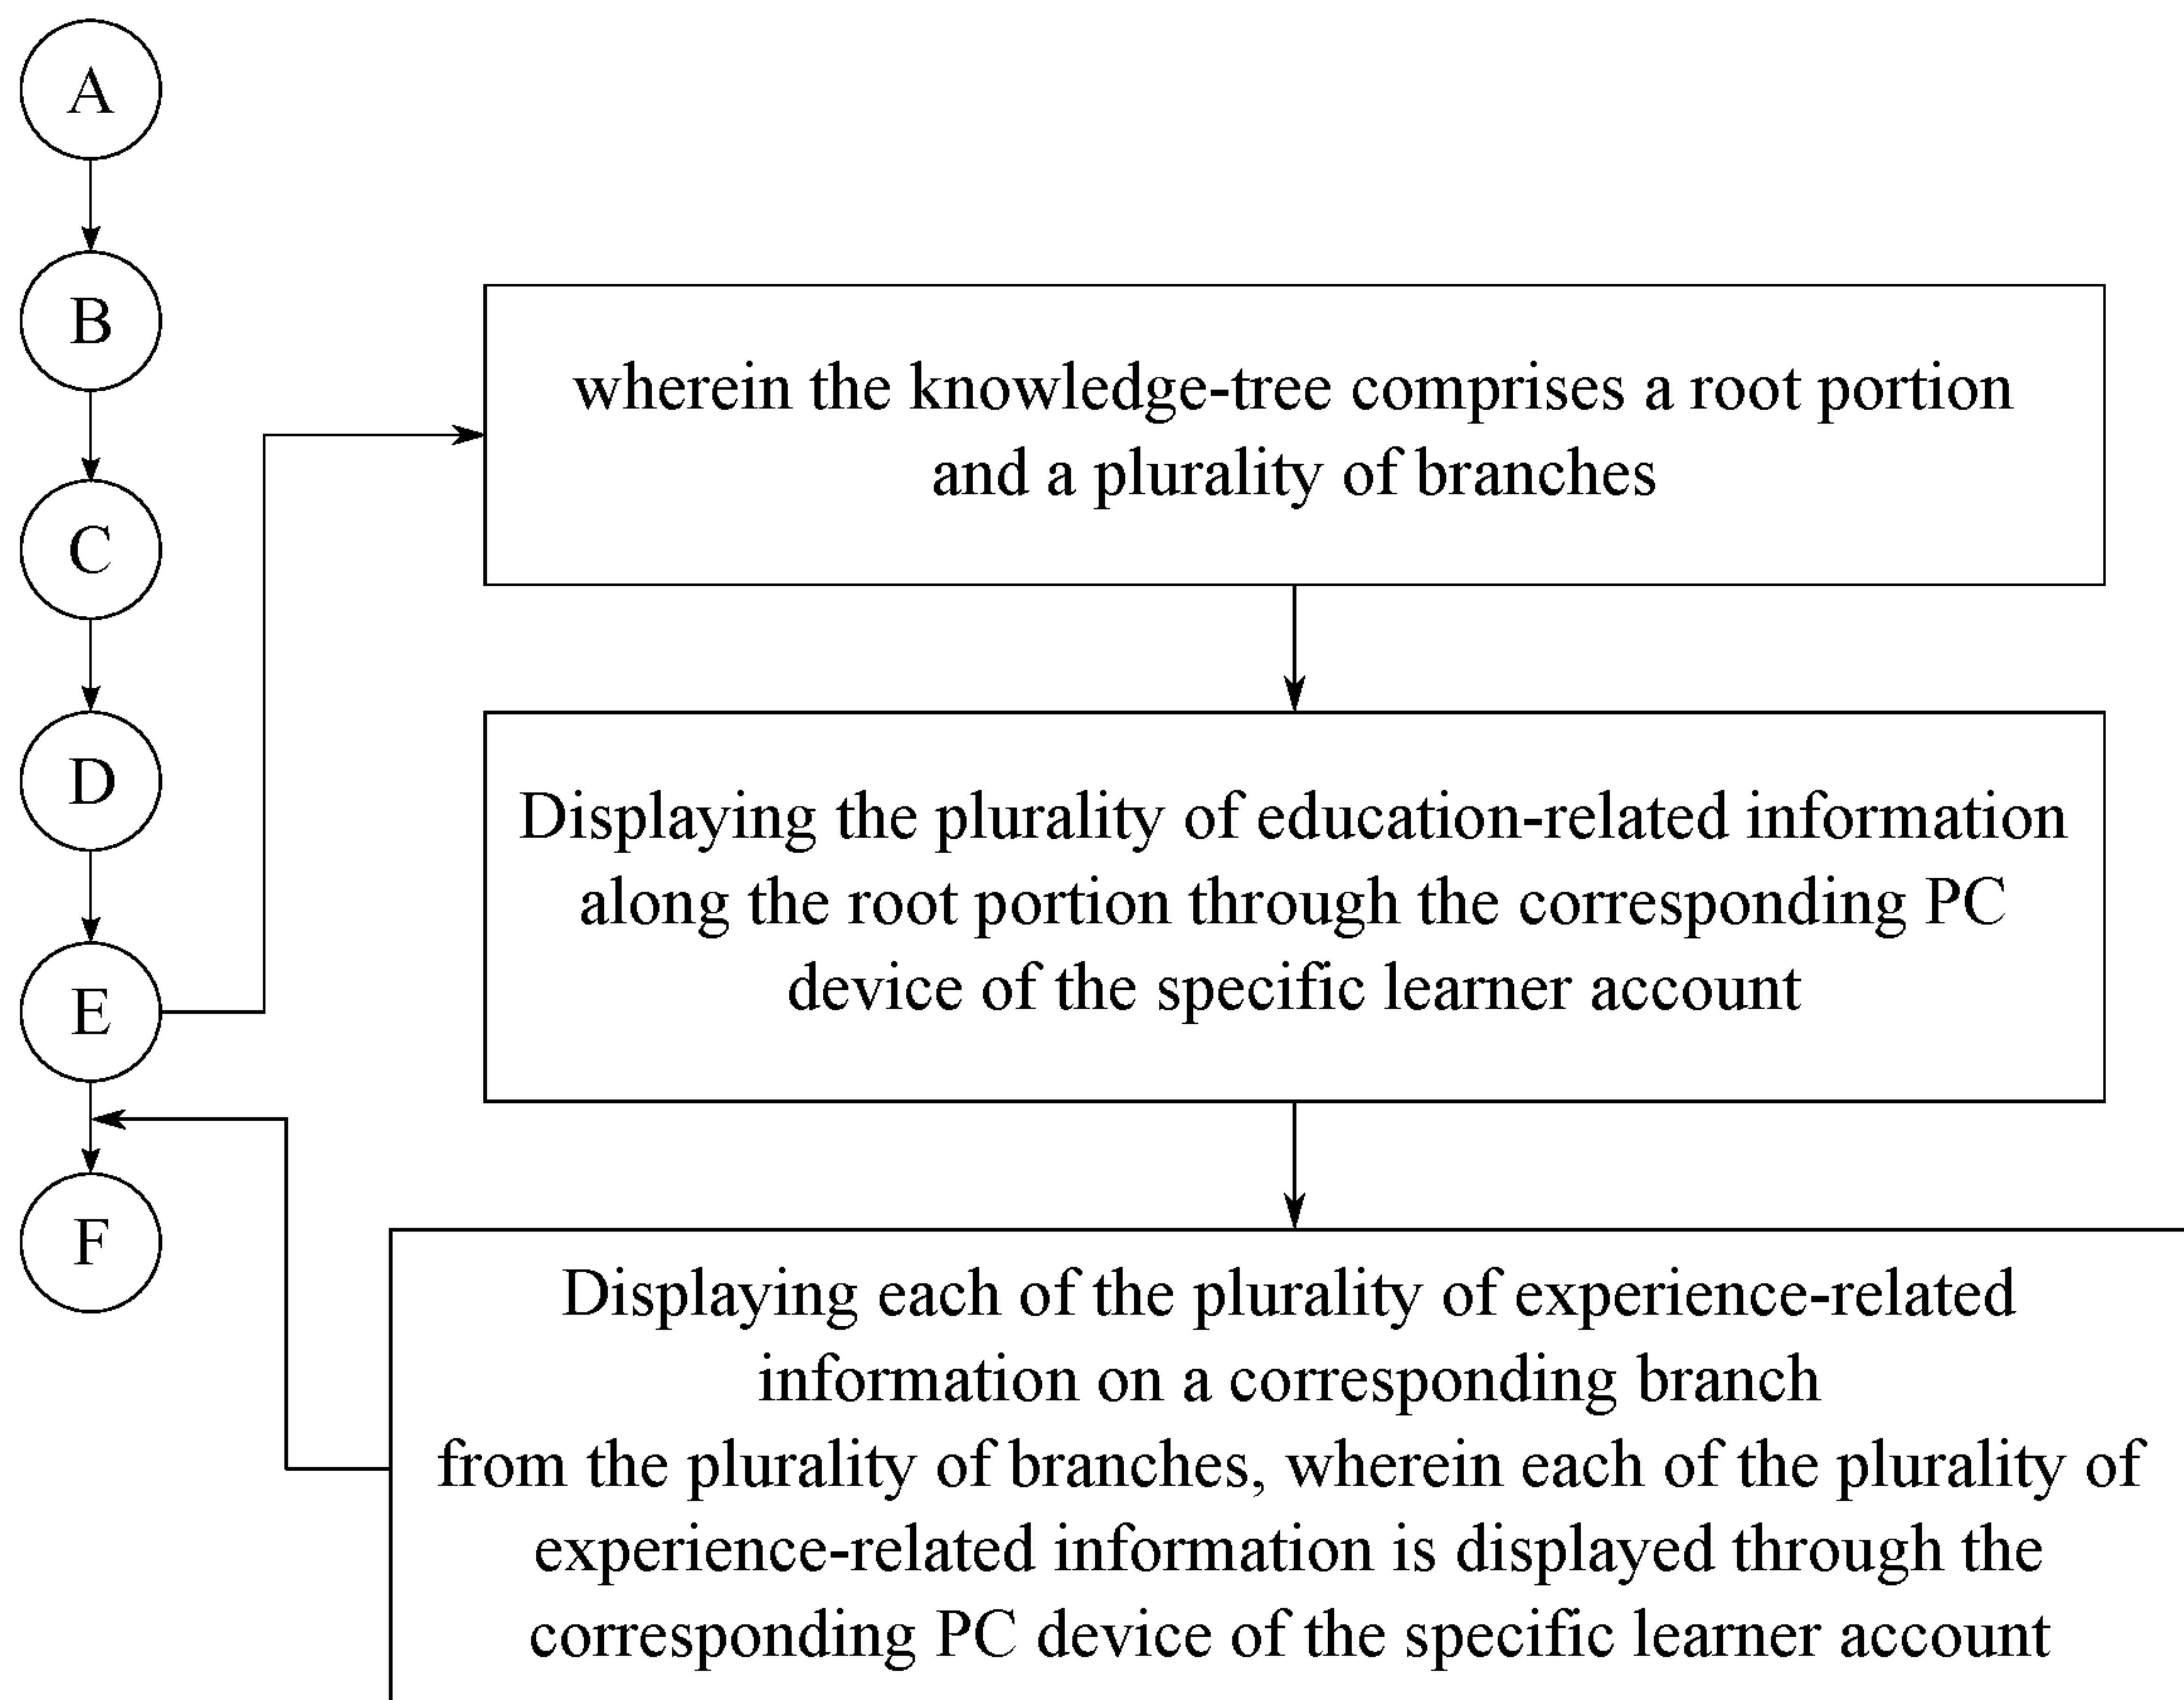 A
B
C
D
E
F
wherein the knowledge-tree comprises a root portion
and a plurality of branches
Displaying the plurality of education-related information
along the root portion through the corresponding PC
device of the specific learner account
Displaying each of the plurality of experience-related
information on a corresponding branch
from the plurality of branches, wherein each of the plurality of
experience-related information is displayed through the
corresponding PC device of the specific learner account